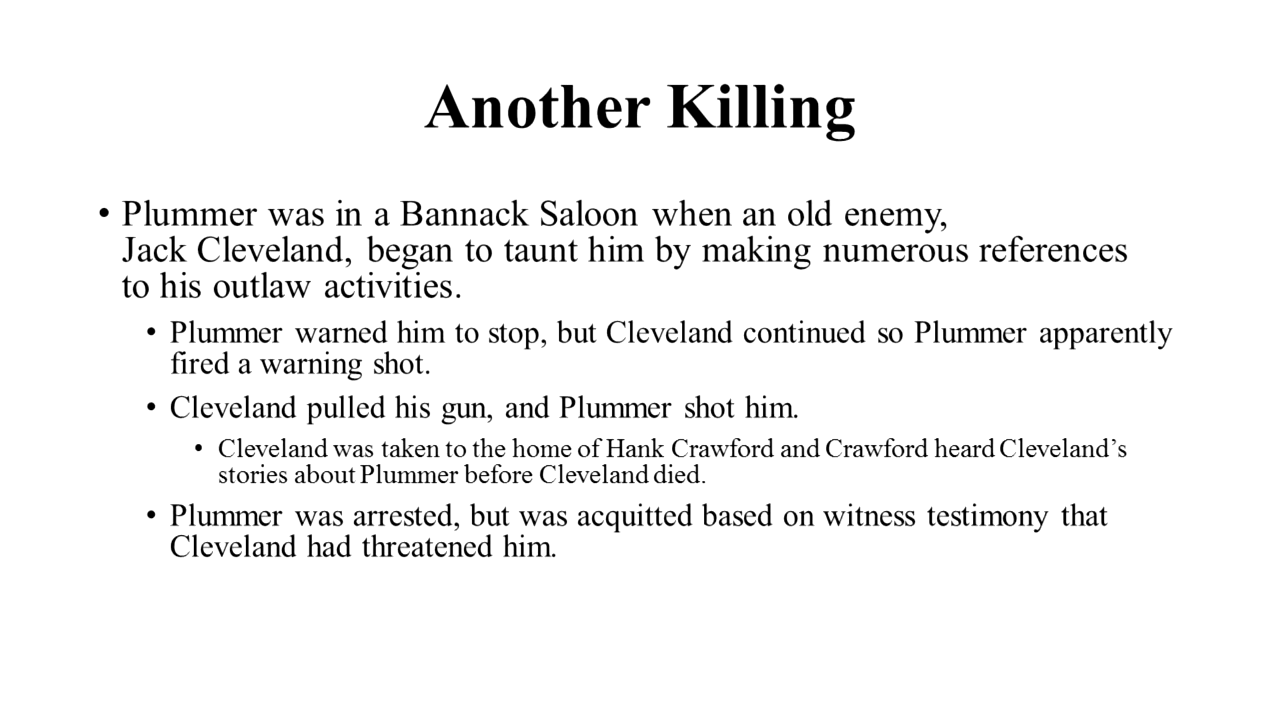 Another Killing
• Plummer was in a Bannack Saloon when an old enemy,
Jack Cleveland, began to taunt him by making numerous references
to his outlaw activities.
• Plummer warned him to stop, but Cleveland continued so Plummer apparently
fired a warning shot.
• Cleveland pulled his gun, and Plummer shot him.
• Cleveland was taken to the home of Hank Crawford and Crawford heard Cleveland’s
stories about Plummer before Cleveland died.
• Plummer was arrested, but was acquitted based on witness testimony that
Cleveland had threatened him.